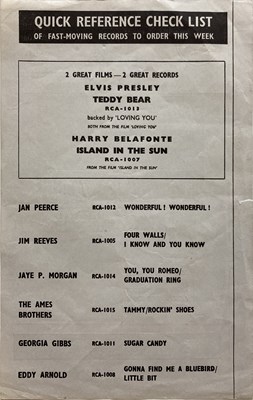 QUICK REFERENCE CHECK LIST
OF FAST-MOVING RECORDS TO ORDER THIS WEEK
2 GREAT FILMS — 2 GREAT RECORDS
ELVIS PRESLEY
TEDDY BEAR
RCA-1013
backed by 'LOVING YOU'
BOTH FROM THE FILM 'LOVING YOU'
HARRY BELAFONTE
ISLAND IN THE SUN
RCA-1007
FROM THE FILM 'ISLAND IN THE SUN'
JAN PEERCE RCA-1012 WONDERFUL! WONDERFUL!
JIM REEVES RCA-1005 FOUR WALLS/
I KNOW AND YOU KNOW
JAYE P. MORGAN RCA-1014 YOU, YOU ROMEO/
GRADUATION RING
THE AMES
BROTHERS RCA-1015 TAMMY/ROCKIN' SHOES
GEORGIA GIBBS RCA-1011 SUGAR CANDY
EDDY ARNOLD RCA-1008 GONNA FIND ME A BLUEBIRD/
LITTLE BIT